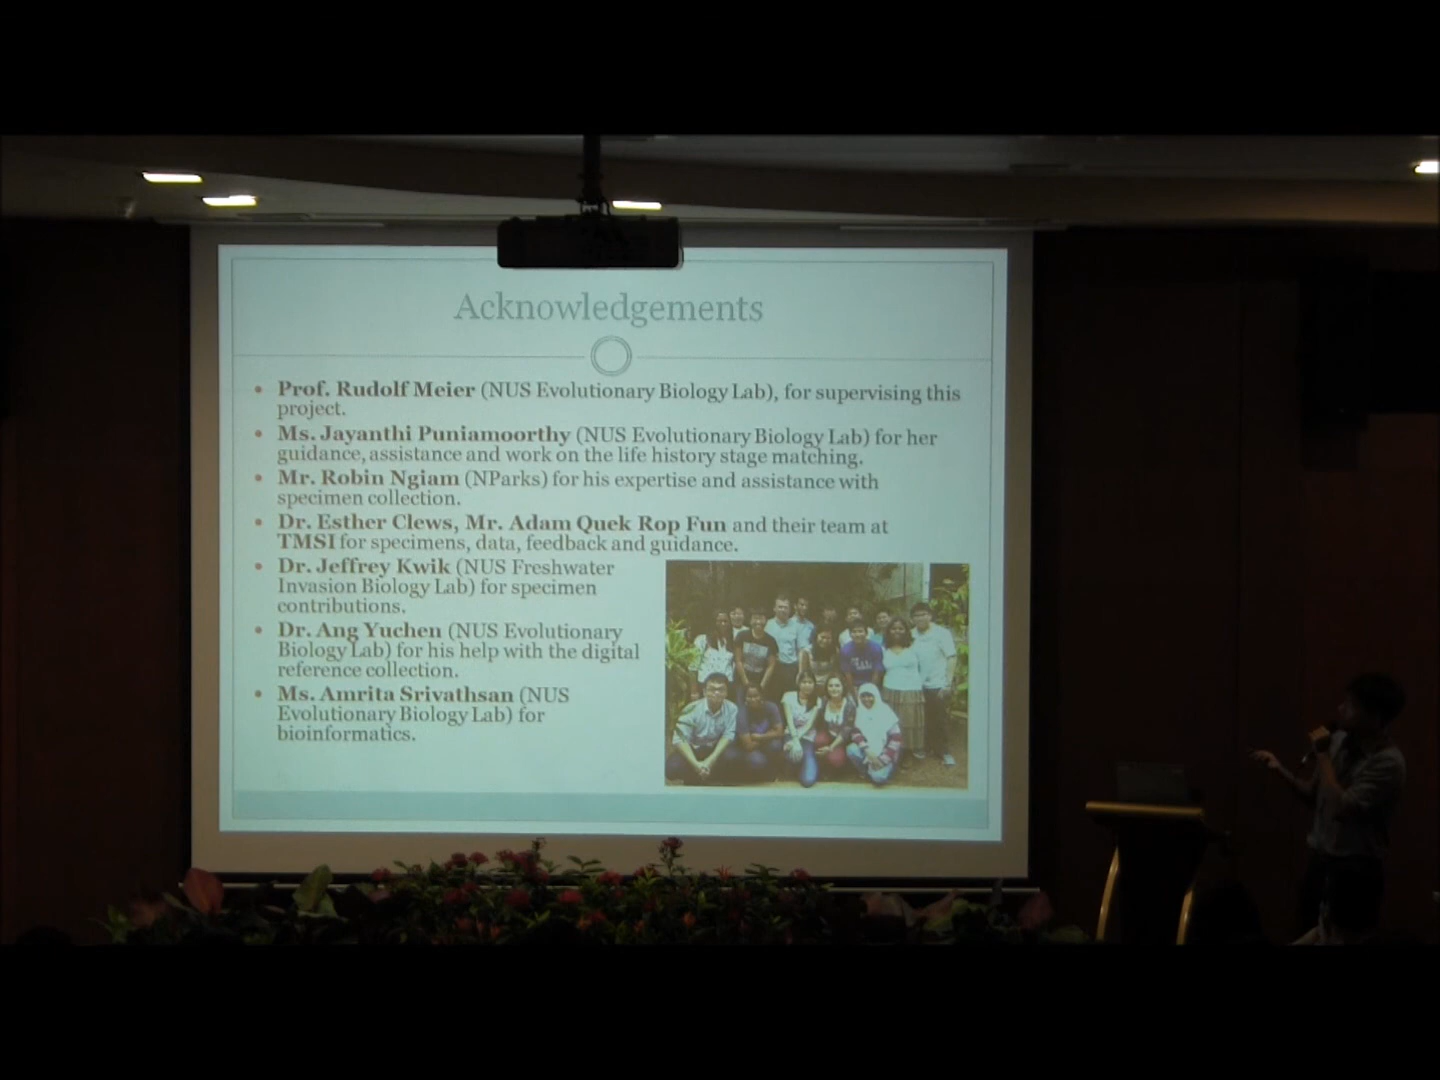 Acknowledgements
• Prof. Rudolf Meier (NUS Evolutionary Biology Lab), for supervising this
project.
• Ms. Jayanthi Puniamoorthy (NUS Evolutionary Biology Lab) for her
guidance, assistance and work on the life history stage matching.
• Mr. Robin Ngiam (NParks) for his expertise and assistance with
specimen collection.
• Dr. Esther Clews, Mr. Adam Quek Rop Fun and their team at
TMSI for specimens, data, feedback and guidance.
• Dr. Jeffrey Kwik (NUS Freshwater
Invasion Biology Lab) for specimen
contributions.
• Dr. Ang Yuchen (NUS Evolutionary
Biology Lab) for his help with the digital
reference collection.
• Ms. Amrita Srivathsan (NUS
Evolutionary Biology Lab) for
bioinformatics.